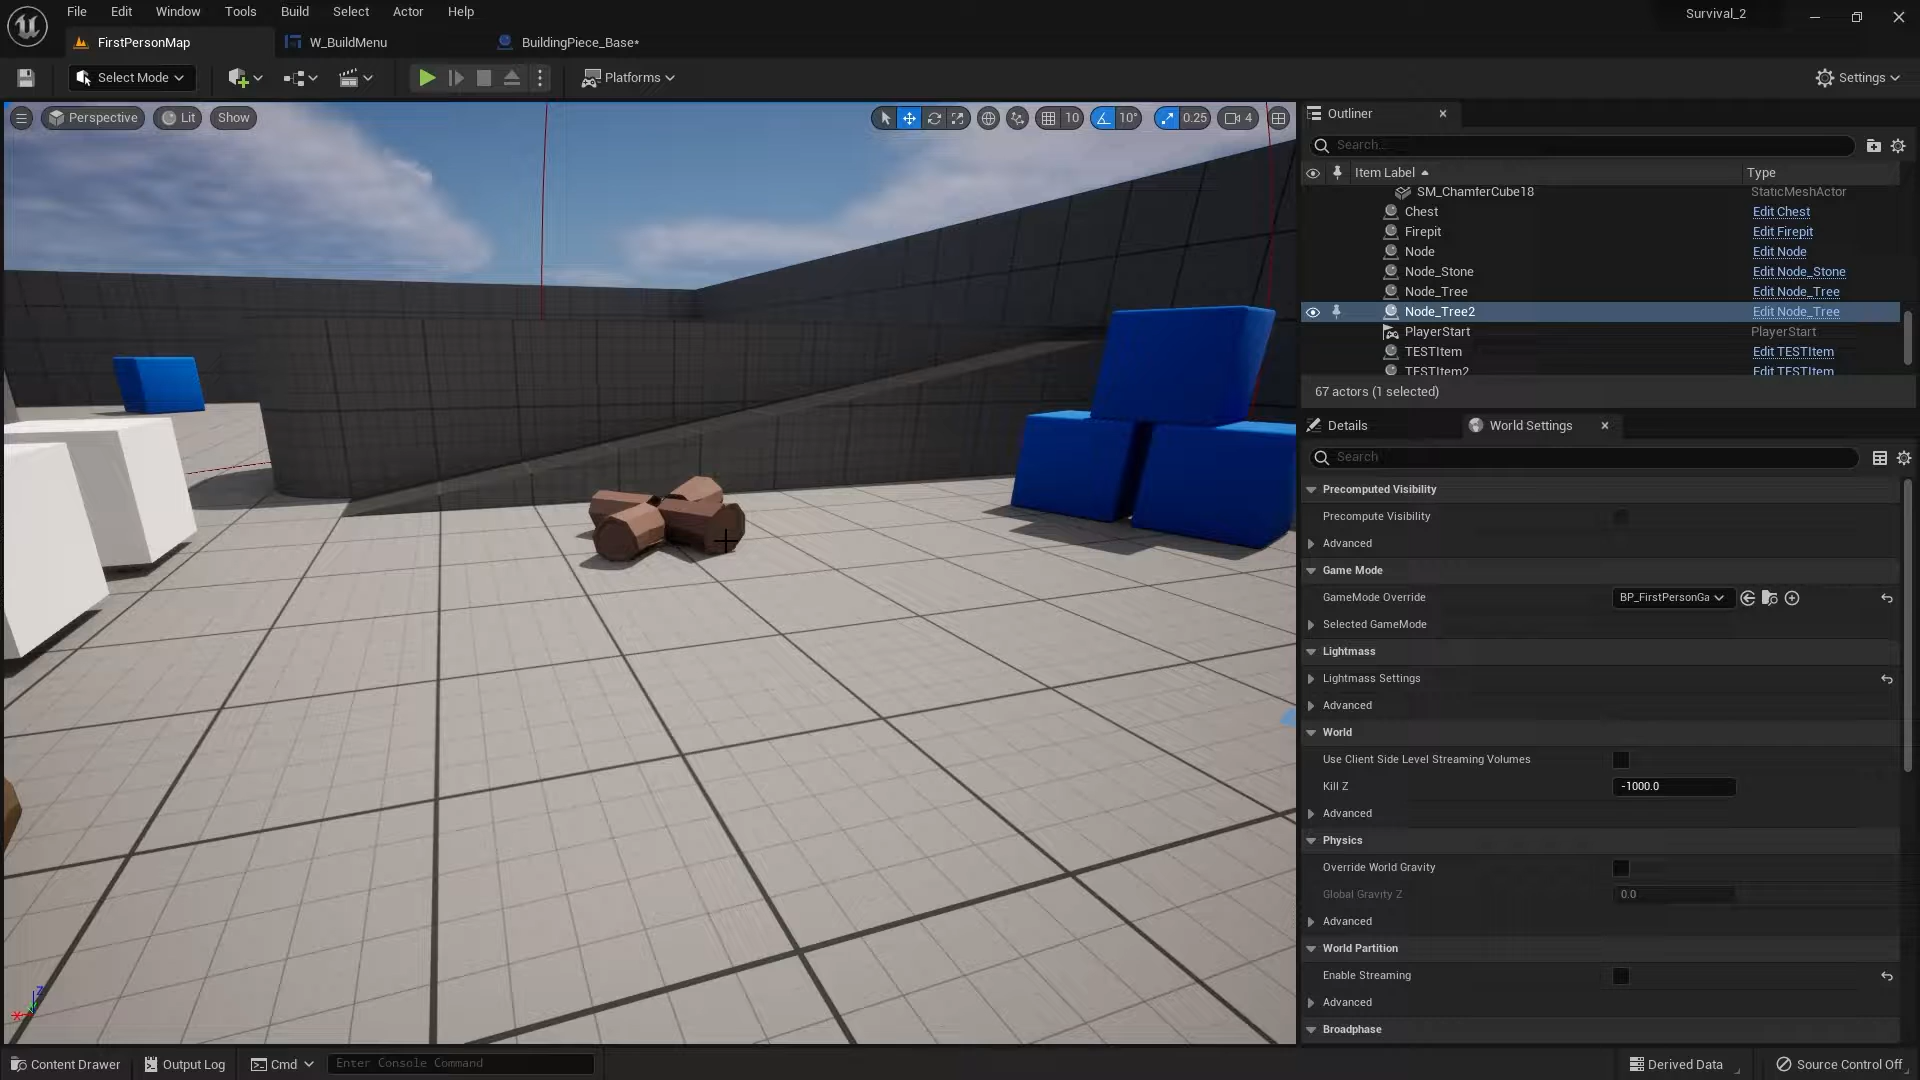 File Edit Window Tools Build Select Actor Help
Survival_2
FirstPersonMap
W_BuildMenu
BuildingPiece_Base*
Select Mode
Platforms
Settings
Perspective
Lit
Show
10
10°
0.25
4
Outliner
Search...
Item Label
Type
SM_ChamferCube18 StaticMeshActor
Chest Edit Chest
Firepit Edit Firepit
Node Edit Node
Node_Stone Edit Node_Stone
Node_Tree Edit Node_Tree
Node_Tree2 Edit Node_Tree
PlayerStart PlayerStart
TESTItem Edit TESTItem
TESTItem2 Edit TESTItem
67 actors (1 selected)
Details
World Settings
Search
Precomputed Visibility
Precompute Visibility
Advanced
Game Mode
GameMode Override BP_FirstPersonGa
Selected GameMode
Lightmass
Lightmass Settings
Advanced
World
Use Client Side Level Streaming Volumes
Kill Z -1000.0
Advanced
Physics
Override World Gravity
Global Gravity Z 0.0
Advanced
World Partition
Enable Streaming
Advanced
Broadphase
Z
Content Drawer
Output Log
Cmd
Enter Console Command
Derived Data
Source Control Off